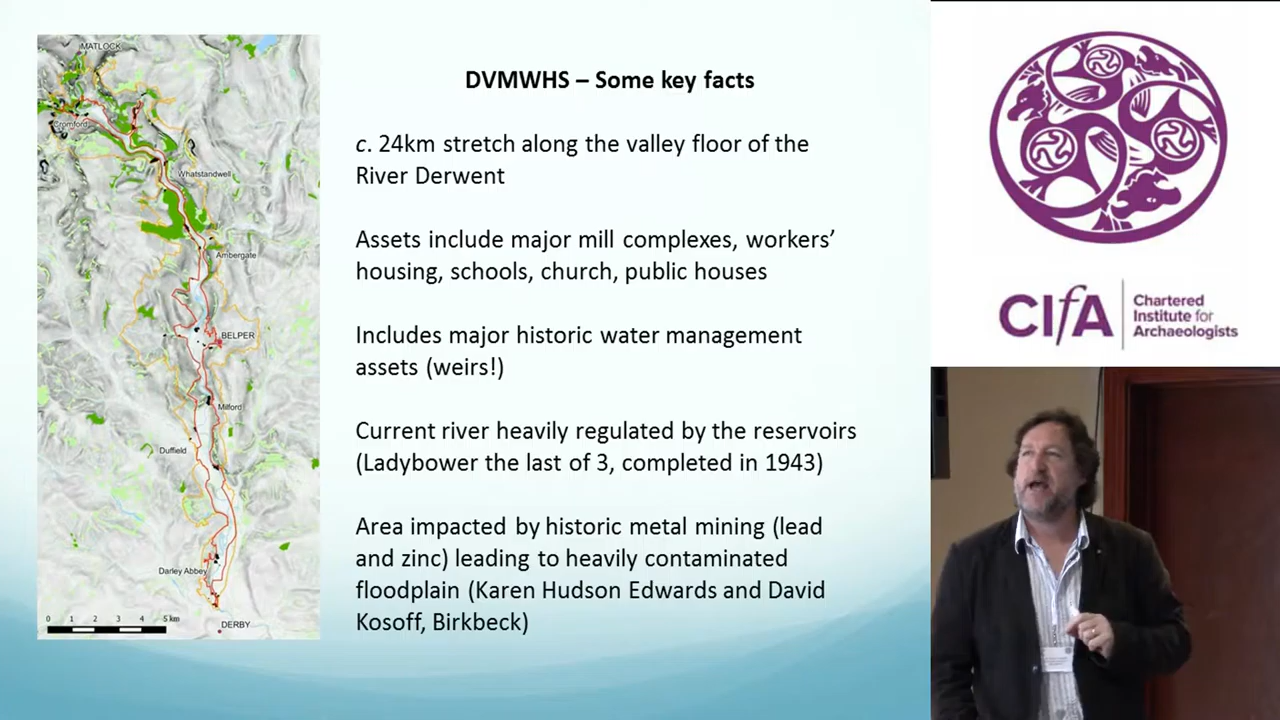 MATLOCK
Cromford
Whatstandwell
Ambergate
BELPER
Milford
Duffield
Darley Abbey
DERBY
0 1 2 3 4 5 km
DVMWHS – Some key facts
c. 24km stretch along the valley floor of the
River Derwent
Assets include major mill complexes, workers’
housing, schools, church, public houses
Includes major historic water management
assets (weirs!)
Current river heavily regulated by the reservoirs
(Ladybower the last of 3, completed in 1943)
Area impacted by historic metal mining (lead
and zinc) leading to heavily contaminated
floodplain (Karen Hudson Edwards and David
Kosoff, Birkbeck)
CIfA
Chartered
Institute for
Archaeologists